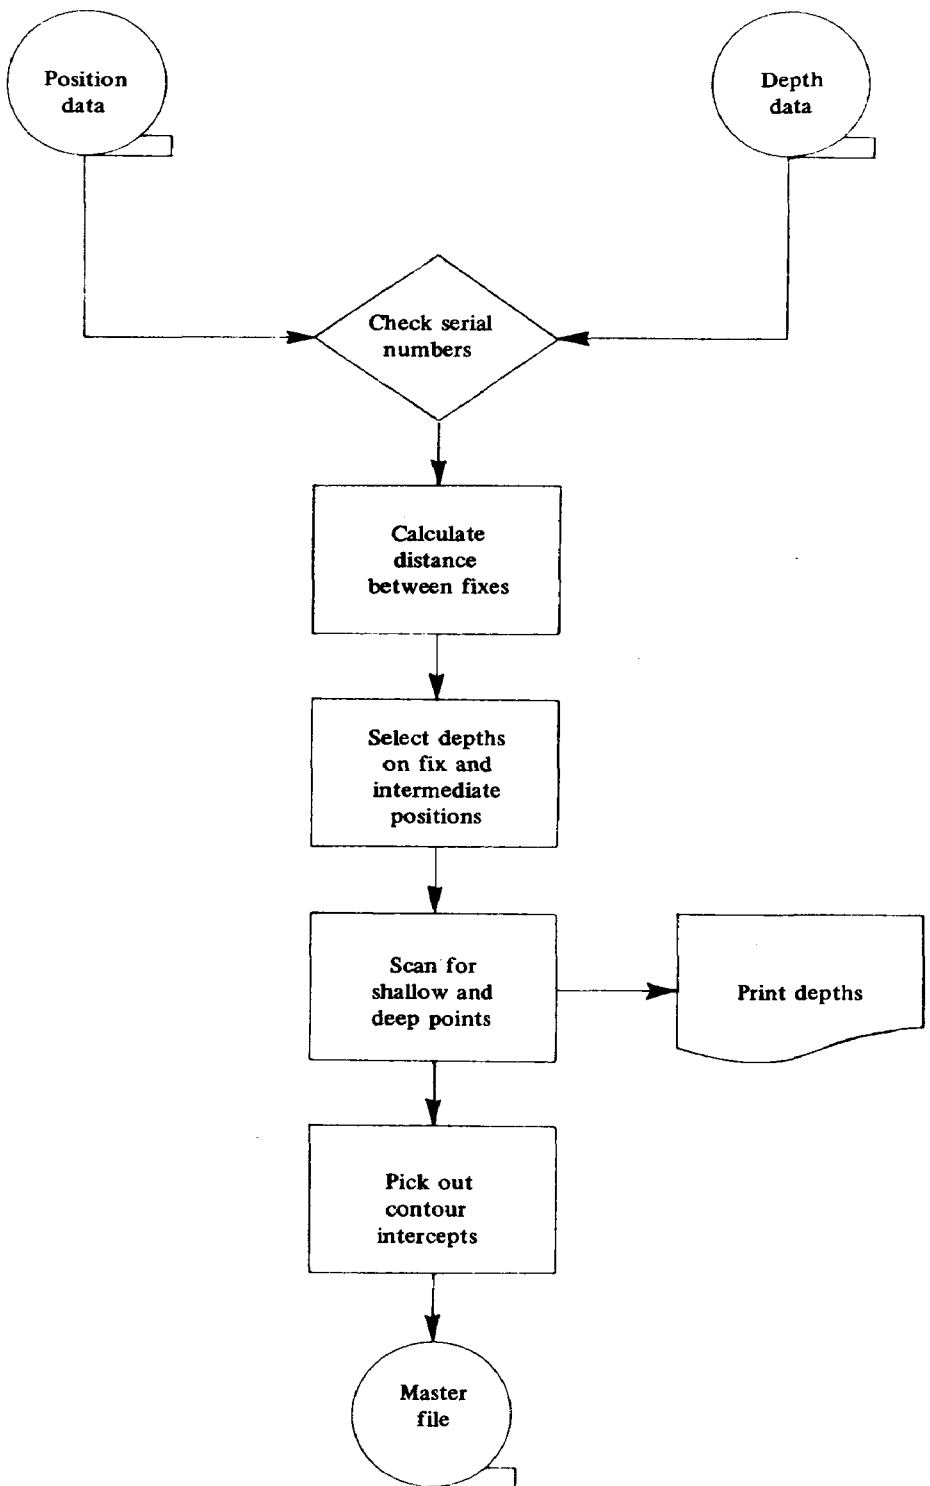 Position
data
Depth
data
Check serial
numbers
Calculate
distance
between fixes
Select depths
on fix and
intermediate
positions
Scan for
shallow and
deep points
Print depths
Pick out
contour
intercepts
Master
file